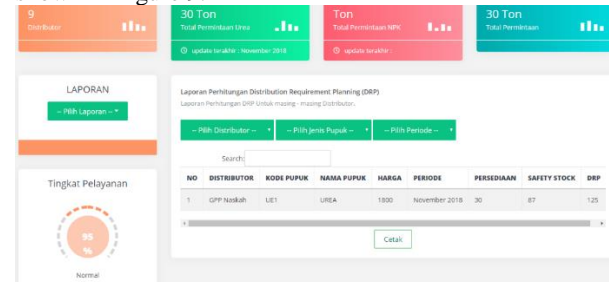 9
Distributor
30 Ton
Total Permintaan Urea
update terakhir : November 2018
Ton
Total Permintaan NPK
update terakhir :
30 Ton
Total Permintaan
LAPORAN
-- Pilih Laporan --
Tingkat Pelayanan
95
%
Normal
Laporan Perhitungan Distribution Requirement Planning (DRP)
Laporan Perhitungan DRP Untuk masing - masing Distributor.
-- Pilih Distributor --
-- Pilih Jenis Pupuk --
-- Pilih Periode --
Search:
NO DISTRIBUTOR KODE PUPUK NAMA PUPUK HARGA PERIODE PERSEDIAAN SAFETY STOCK DRP
1 GPP Naskah UE1 UREA 1800 November 2018 30 87 125
Cetak